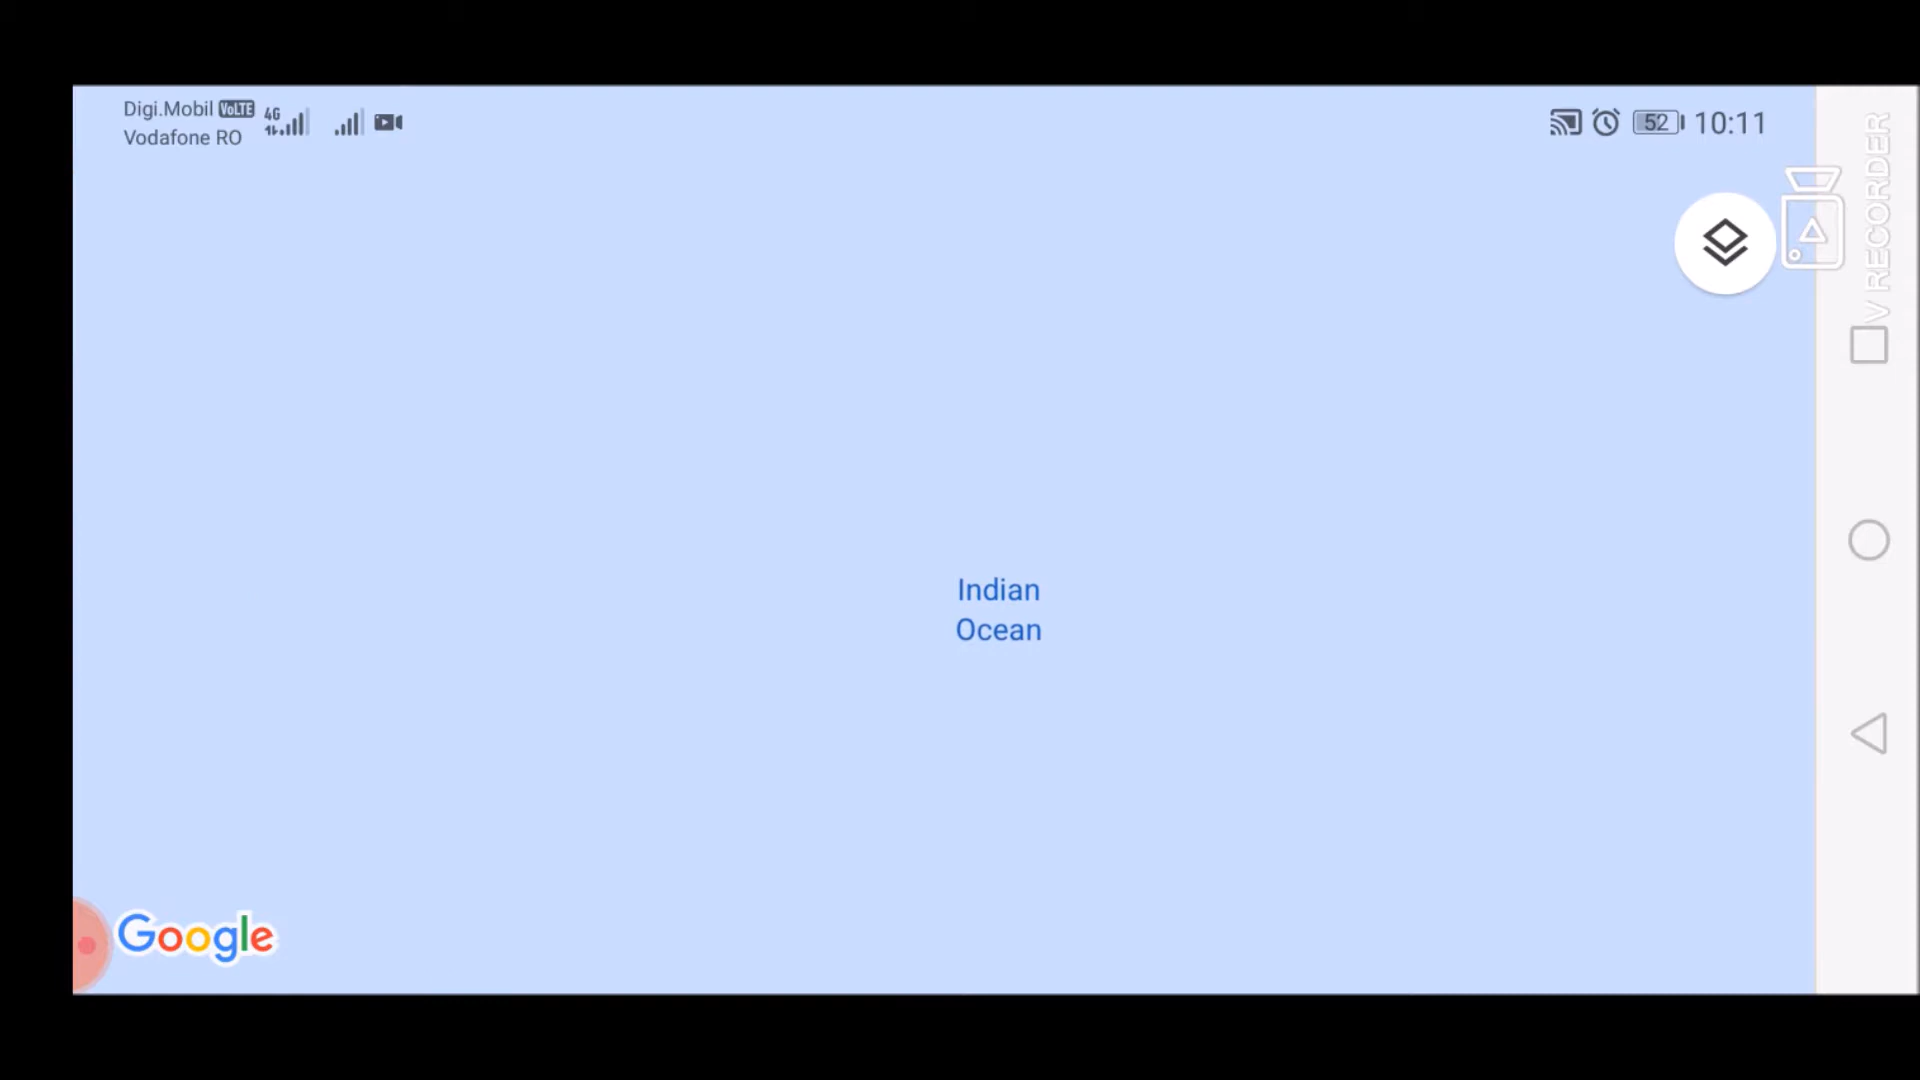 Digi.Mobil VoLTE
Vodafone RO
4G
52 10:11
V RECORDER
Indian
Ocean
Google